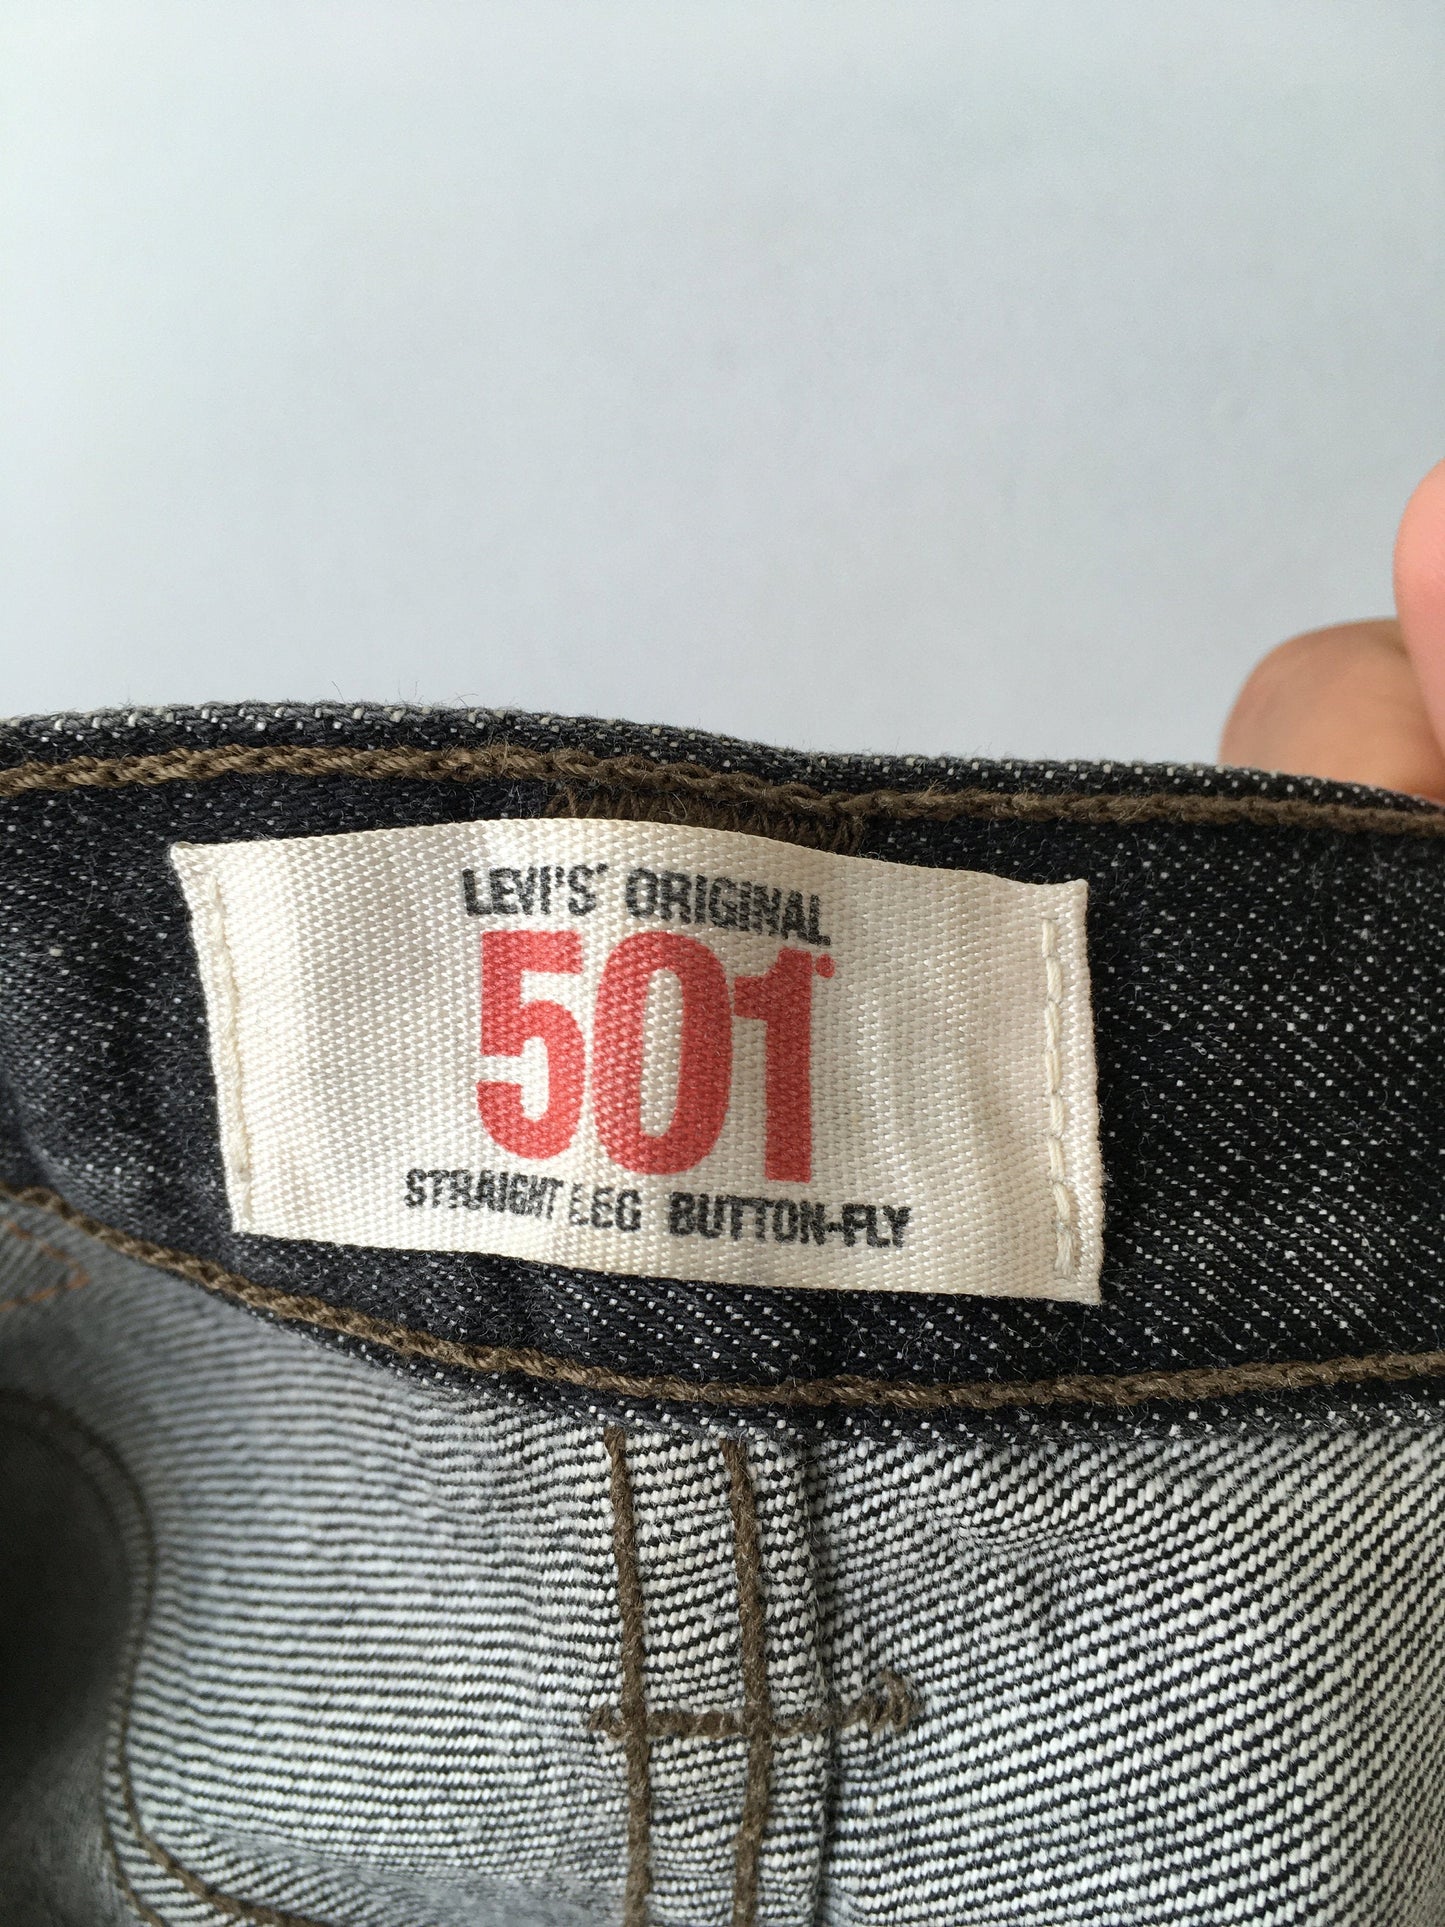 LEVI'S® ORIGINAL
501®
STRAIGHT LEG BUTTON-FLY